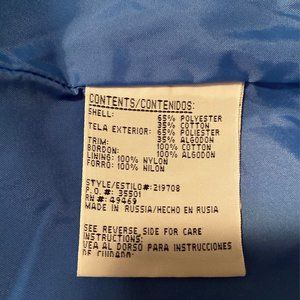 CONTENTS/CONTENIDOS:
SHELL:
65% POLYESTER
35% COTTON
TELA EXTERIOR: 65% POLIESTER
35% ALGODON
TRIM: 100% COTTON
BORDON: 100% ALGODON
LINING: 100% NYLON
FORRO: 100% NILON
STYLE/ESTILO#:219708
P.O. #: 35501
RN #: 49469
MADE IN RUSSIA/HECHO EN RUSIA
SEE REVERSE SIDE FOR CARE
INSTRUCTIONS.
VEA AL DORSO PARA INSTRUCCIONES
DE CUIDADO.